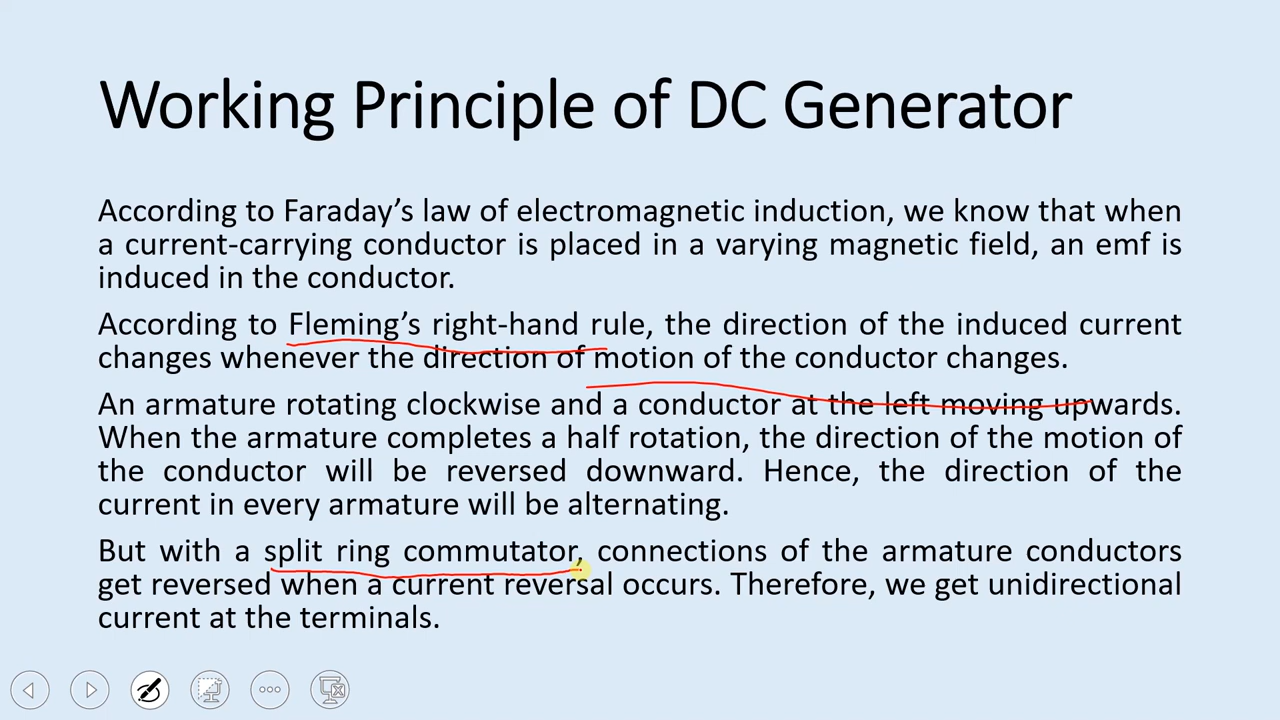 Working Principle of DC Generator
According to Faraday’s law of electromagnetic induction, we know that when
a current-carrying conductor is placed in a varying magnetic field, an emf is
induced in the conductor.
According to Fleming’s right-hand rule, the direction of the induced current
changes whenever the direction of motion of the conductor changes.
An armature rotating clockwise and a conductor at the left moving upwards.
When the armature completes a half rotation, the direction of the motion of
the conductor will be reversed downward. Hence, the direction of the
current in every armature will be alternating.
But with a split ring commutator, connections of the armature conductors
get reversed when a current reversal occurs. Therefore, we get unidirectional
current at the terminals.